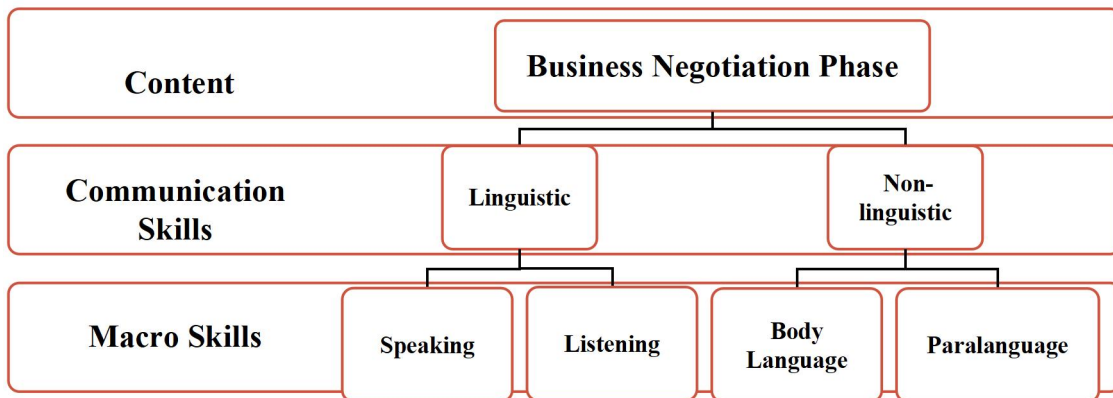 Content
Business Negotiation Phase
Communication
Skills
Linguistic
Non-
linguistic
Macro Skills
Speaking
Listening
Body
Language
Paralanguage